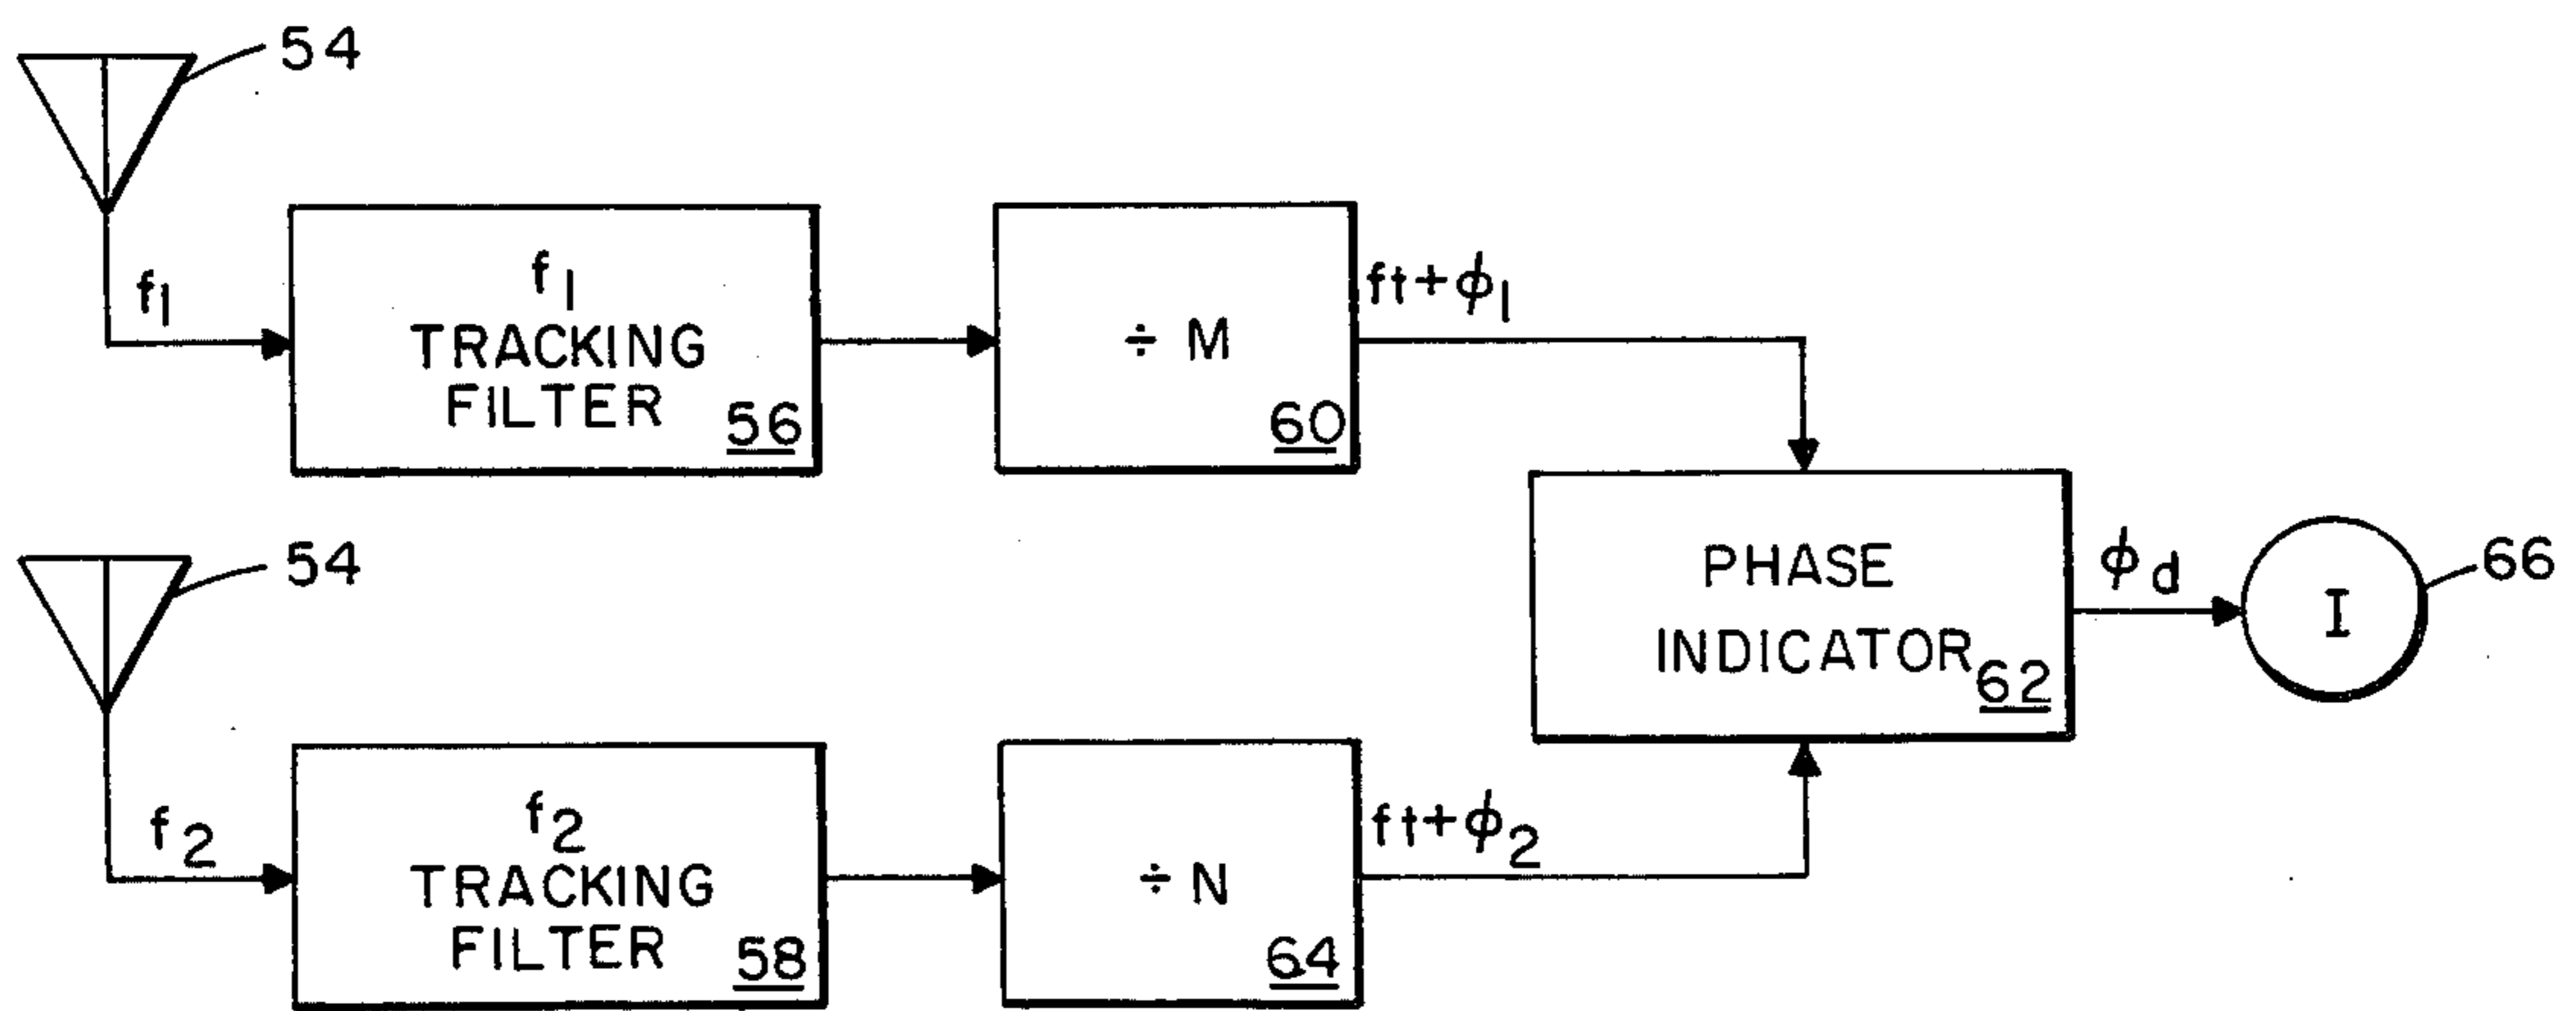 54
f1
f1
TRACKING
FILTER
56
÷ M
60
ft+ϕ1
54
f2
f2
TRACKING
FILTER
58
÷ N
64
ft+ϕ2
PHASE
INDICATOR
62
ϕd
I
66